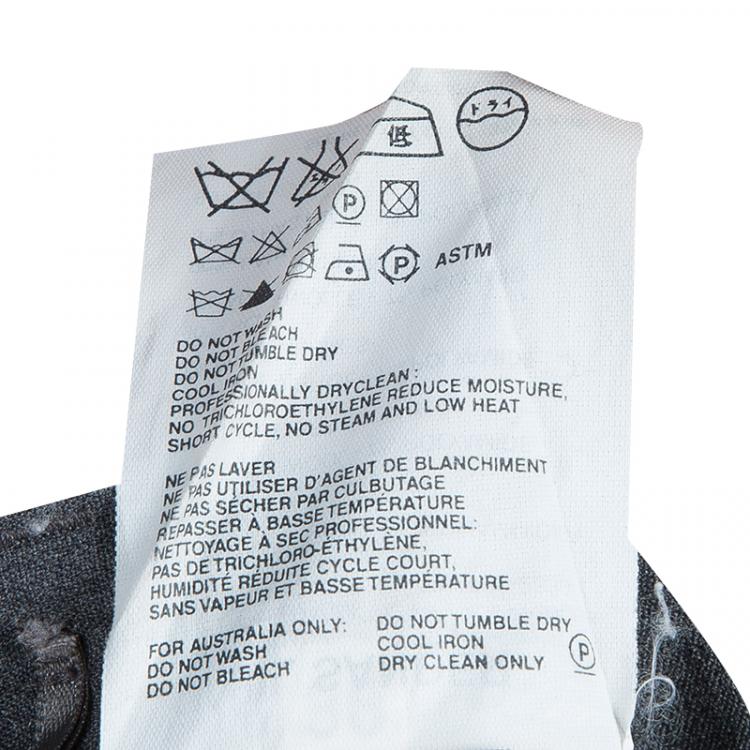 低 ドライ
P
P ASTM
DO NOT WASH
DO NOT BLEACH
DO NOT TUMBLE DRY
COOL IRON
PROFESSIONALLY DRYCLEAN :
NO TRICHLOROETHYLENE REDUCE MOISTURE,
SHORT CYCLE, NO STEAM AND LOW HEAT
NE PAS LAVER
NE PAS UTILISER D'AGENT DE BLANCHIMENT
NE PAS SÉCHER PAR CULBUTAGE
REPASSER À BASSE TEMPÉRATURE
NETTOYAGE À SEC PROFESSIONNEL:
PAS DE TRICHLORO-ÉTHYLÈNE,
HUMIDITÉ RÉDUITE CYCLE COURT,
SANS VAPEUR ET BASSE TEMPÉRATURE
FOR AUSTRALIA ONLY: DO NOT TUMBLE DRY
DO NOT WASH COOL IRON
DO NOT BLEACH DRY CLEAN ONLY P